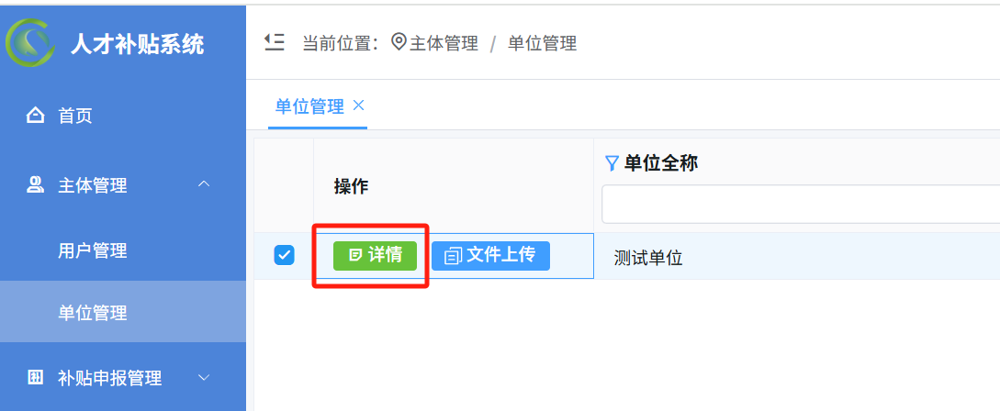 人才补贴系统
当前位置：主体管理 / 单位管理
首页
单位管理
主体管理
单位全称
操作
用户管理
详情 文件上传 测试单位
单位管理
补贴申报管理